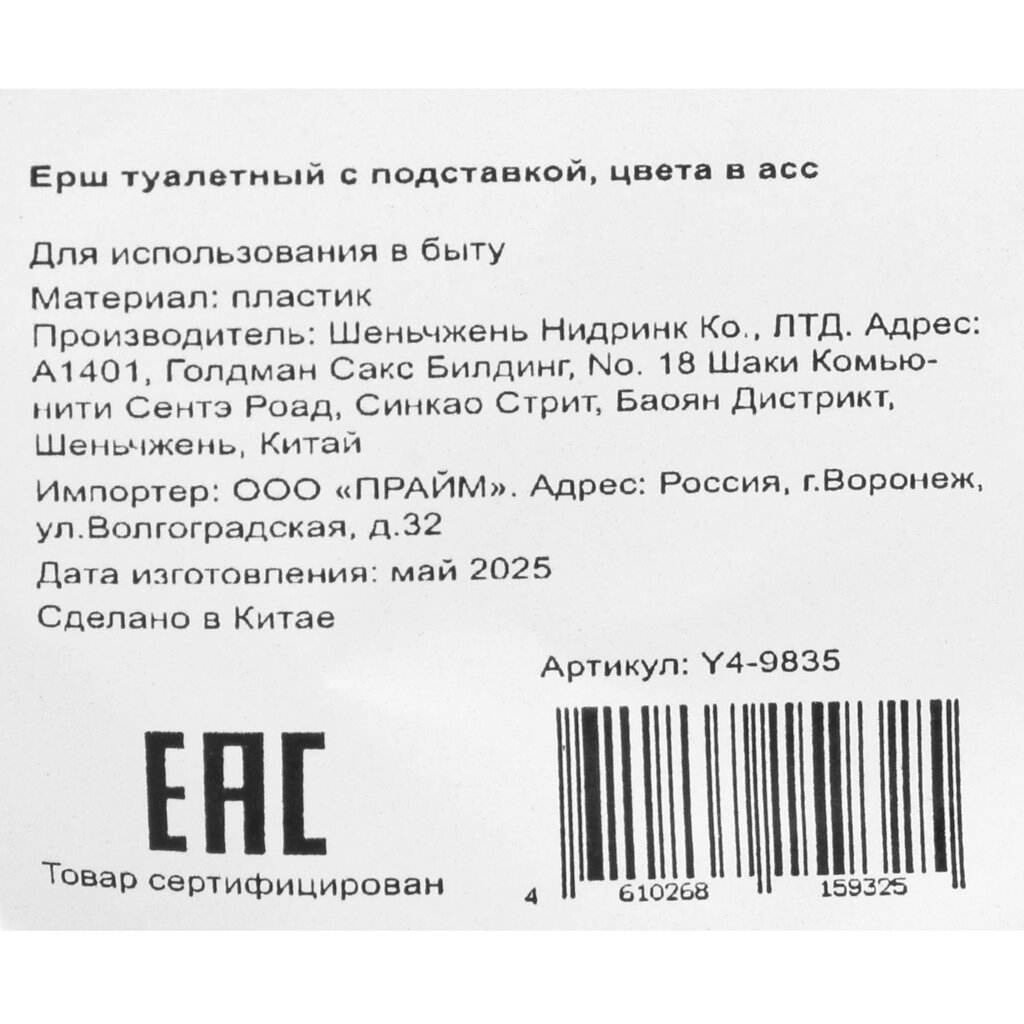 Ерш туалетный с подставкой, цвета в асс
Для использования в быту
Материал: пластик
Производитель: Шеньчжень Нидринк Ко., ЛТД. Адрес:
А1401, Голдман Сакс Билдинг, No. 18 Шаки Комью-
нити Сентэ Роад, Синкао Стрит, Баоян Дистрикт,
Шеньчжень, Китай
Импортер: ООО «ПРАЙМ». Адрес: Россия, г.Воронеж,
ул.Волгоградская, д.32
Дата изготовления: май 2025
Сделано в Китае
Артикул: Y4-9835
ЕАС
Товар сертифицирован
4 610268 159325